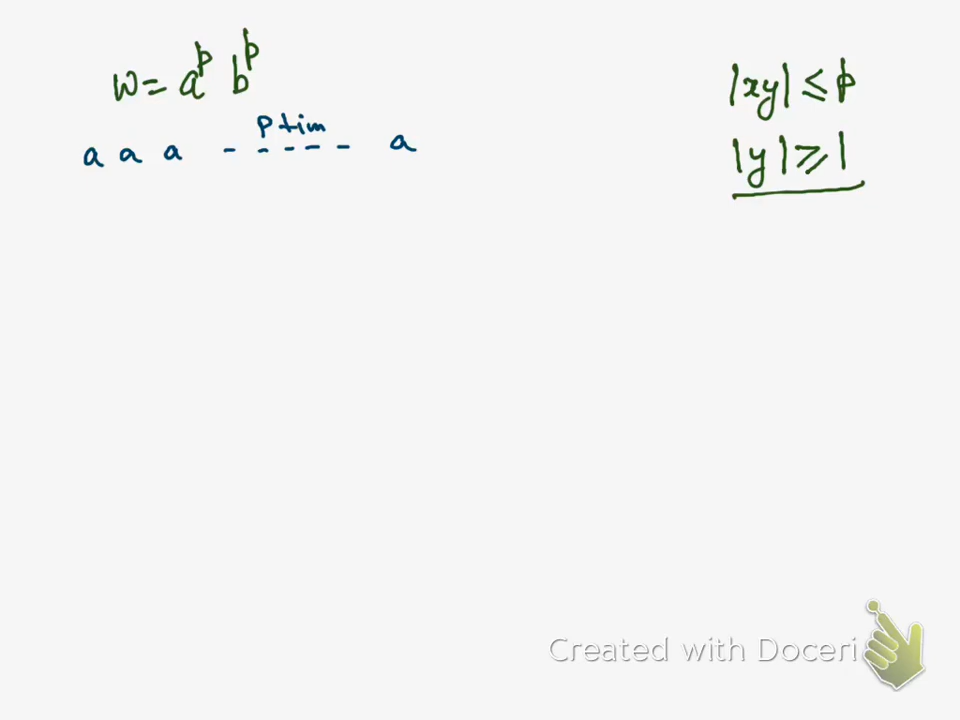 w = a^p b^p
|xy| ≤ p
p tim
a a a - - - - - a
|y| ≥ 1
Created with Doceri